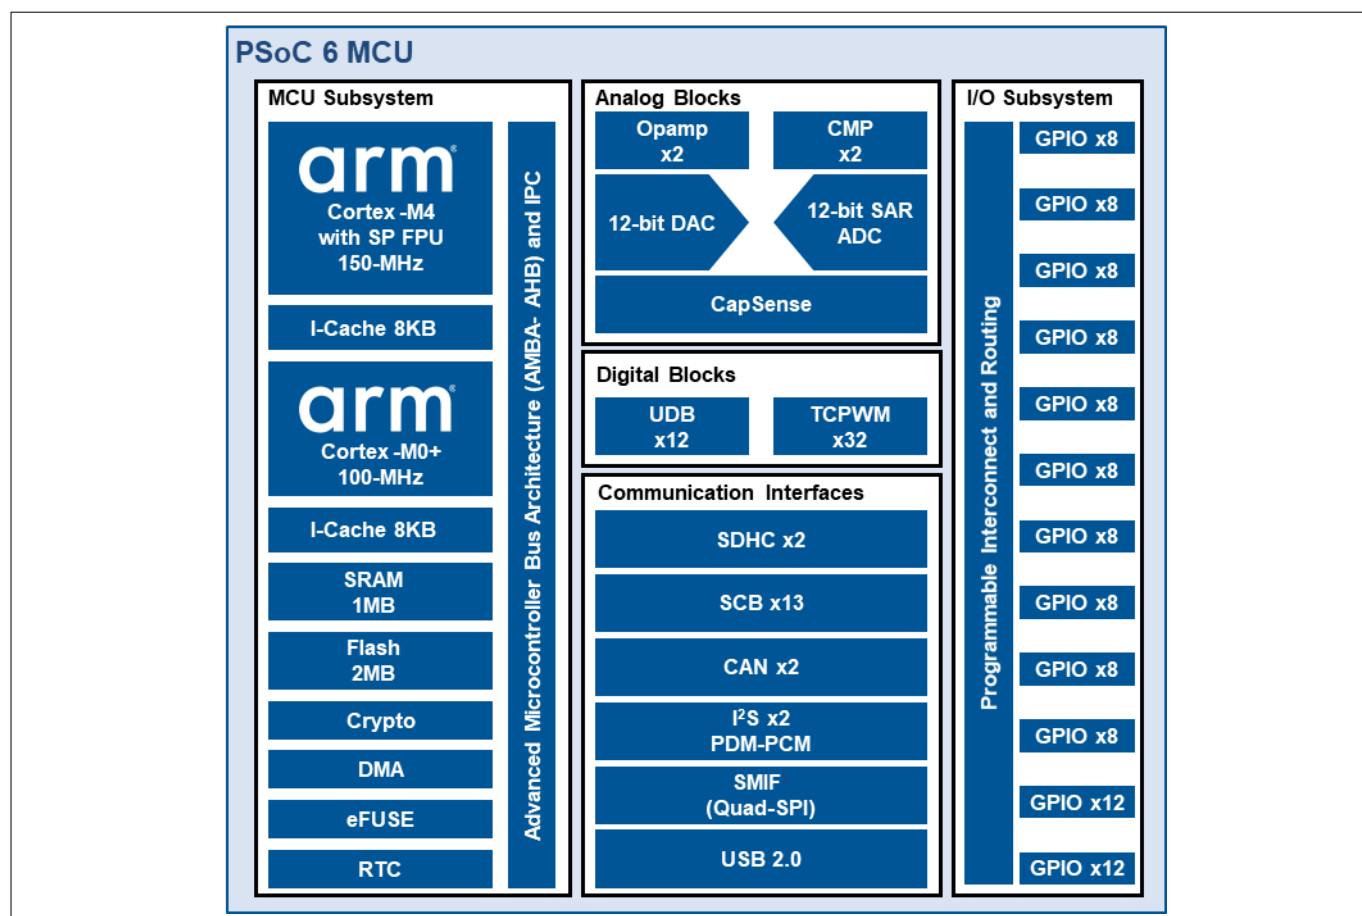 PSoC 6 MCU
MCU Subsystem
arm®
Cortex -M4
with SP FPU
150-MHz
I-Cache 8KB
arm®
Cortex -M0+
100-MHz
I-Cache 8KB
SRAM
1MB
Flash
2MB
Crypto
DMA
eFUSE
RTC
Advanced Microcontroller Bus Architecture (AMBA- AHB) and IPC
Analog Blocks
Opamp
x2
CMP
x2
12-bit DAC
12-bit SAR
ADC
CapSense
Digital Blocks
UDB
x12
TCPWM
x32
Communication Interfaces
SDHC x2
SCB x13
CAN x2
I²S x2
PDM-PCM
SMIF
(Quad-SPI)
USB 2.0
I/O Subsystem
Programmable Interconnect and Routing
GPIO x8
GPIO x8
GPIO x8
GPIO x8
GPIO x8
GPIO x8
GPIO x8
GPIO x8
GPIO x8
GPIO x8
GPIO x12
GPIO x12